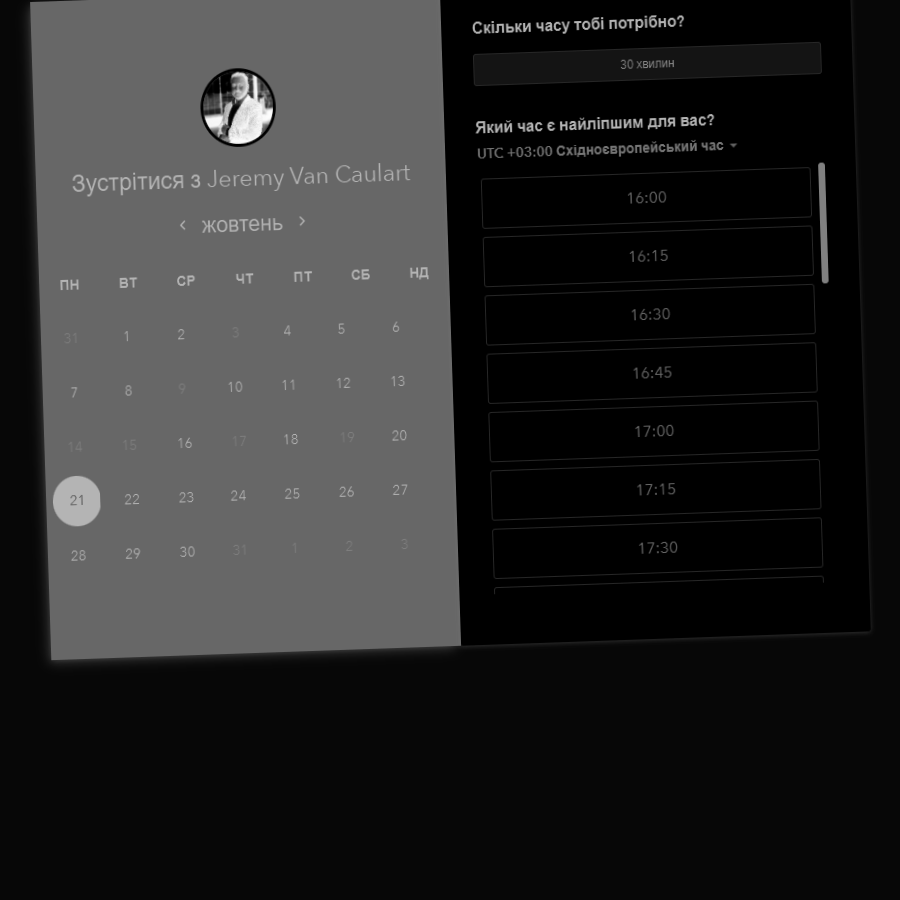 Зустрітися з Jeremy Van Caulart
жовтень
ПН ВТ СР ЧТ ПТ СБ НД
31 1 2 3 4 5 6
7 8 9 10 11 12 13
14 15 16 17 18 19 20
21 22 23 24 25 26 27
28 29 30 31 1 2 3
Скільки часу тобі потрібно?
30 хвилин
Який час є найліпшим для вас?
UTC +03:00 Східноєвропейський час
16:00
16:15
16:30
16:45
17:00
17:15
17:30